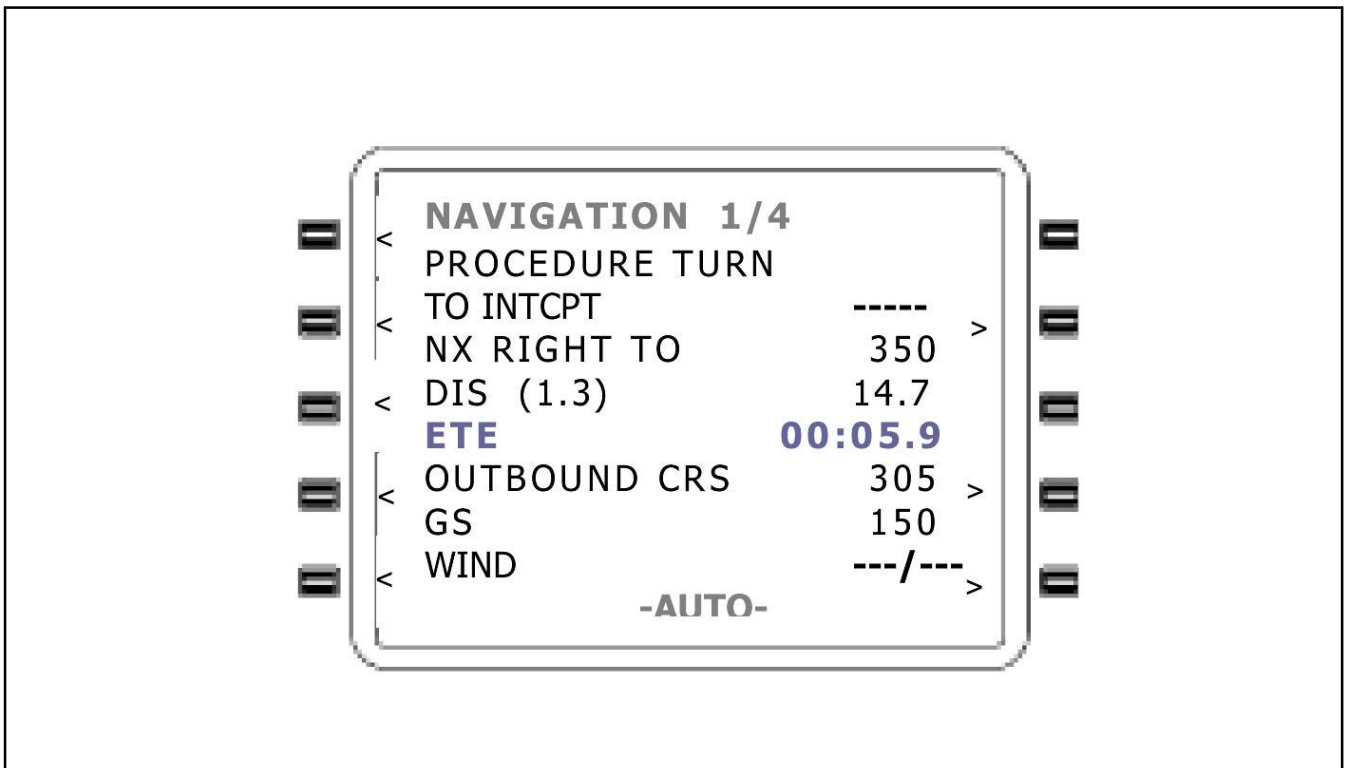 NAVIGATION 1/4
<
PROCEDURE TURN
< TO INTCPT ----- >
NX RIGHT TO 350
< DIS (1.3) 14.7
ETE 00:05.9
< OUTBOUND CRS 305 >
GS 150
< WIND ---/--- >
-AUTO-